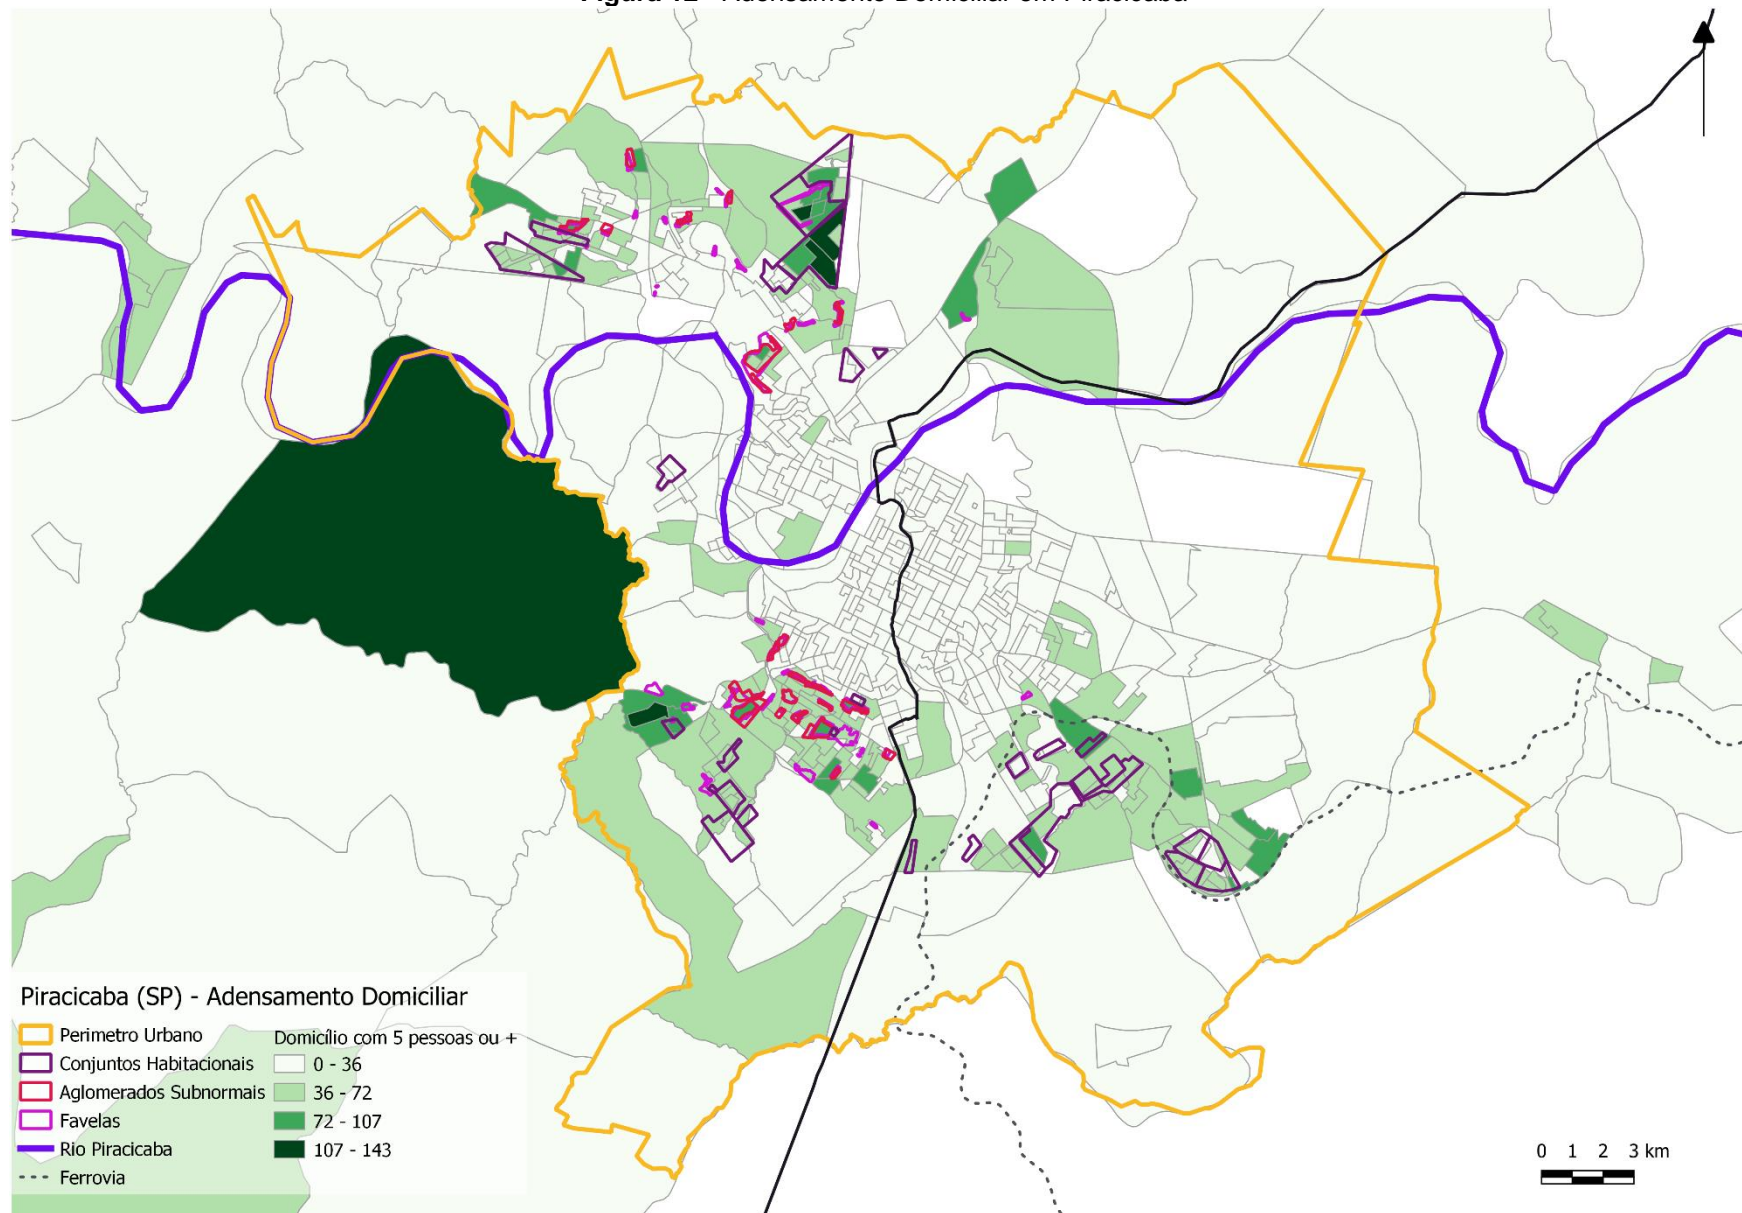 Piracicaba (SP) - Adensamento Domiciliar
Perimetro Urbano
Conjuntos Habitacionais
Aglomerados Subnormais
Favelas
Rio Piracicaba
Ferrovia
Domicílio com 5 pessoas ou +
0 - 36
36 - 72
72 - 107
107 - 143
0 1 2 3 km